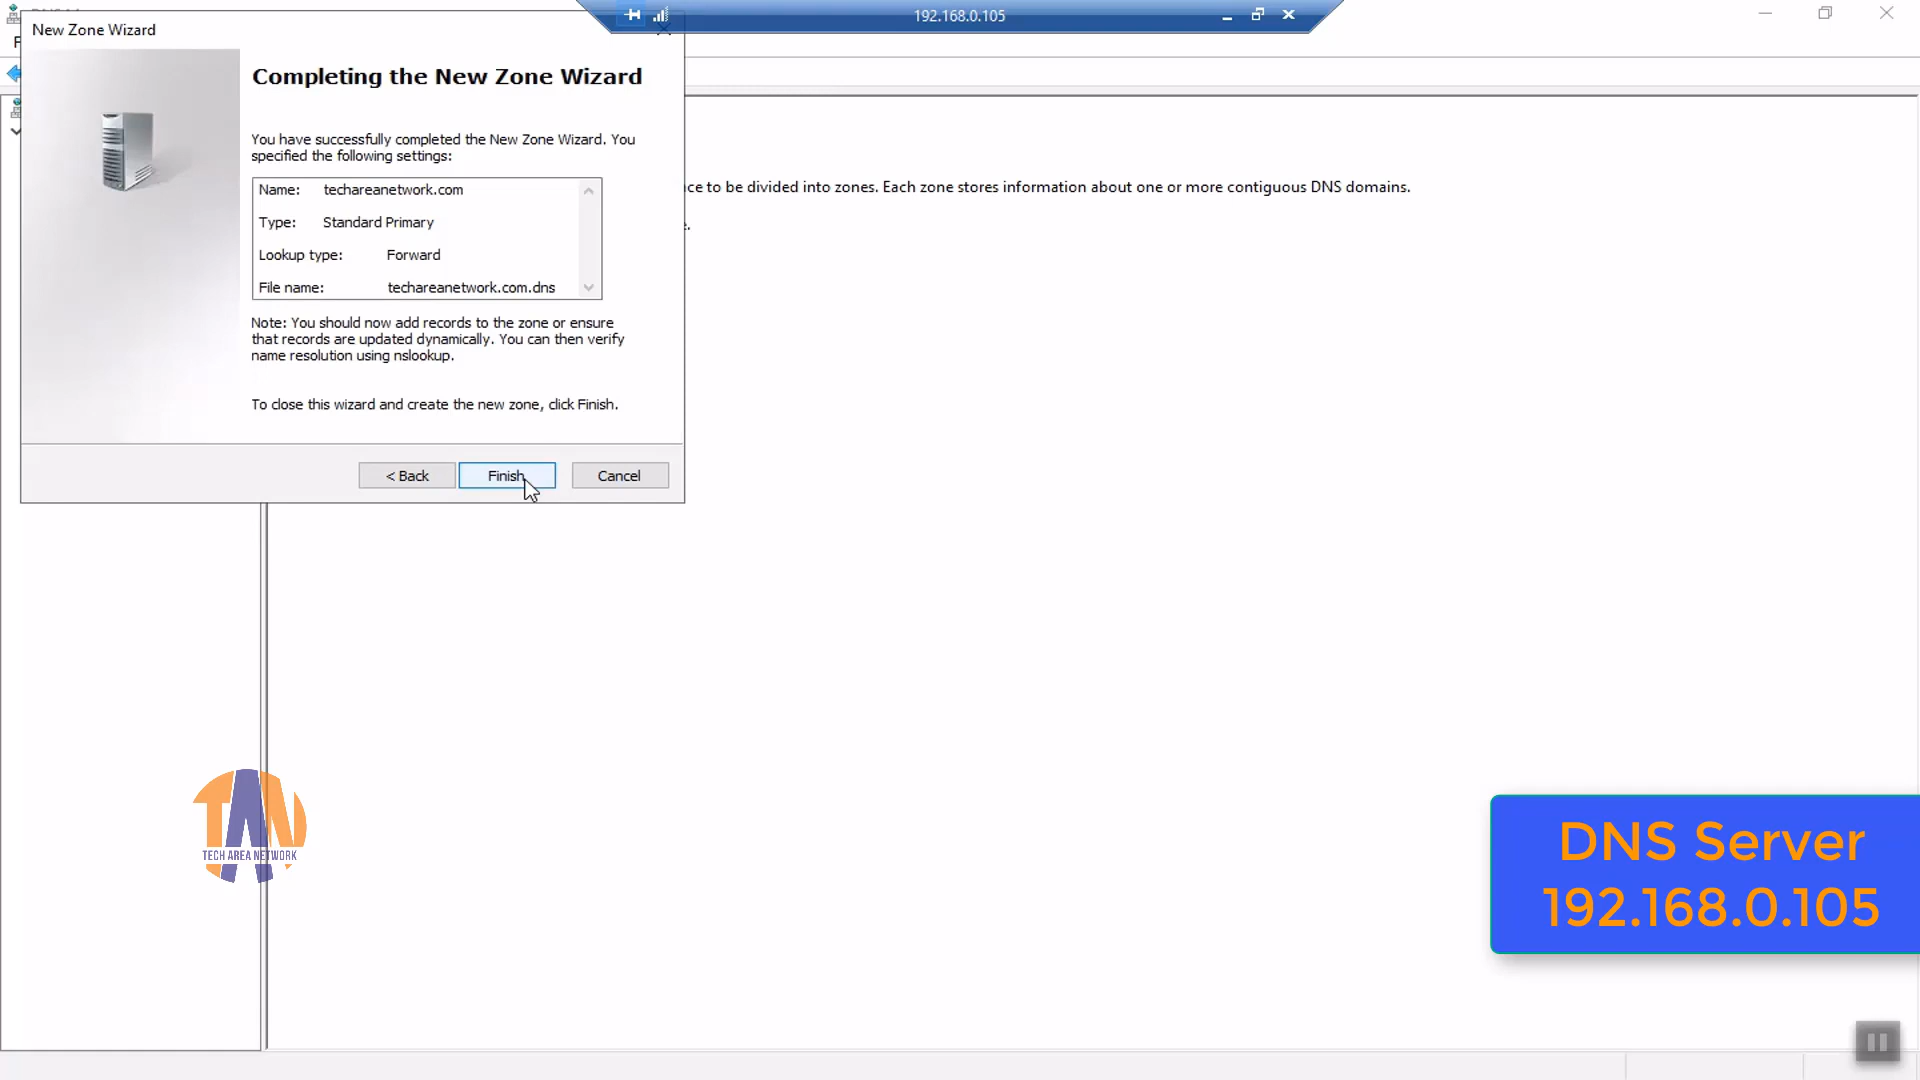 192.168.0.105
New Zone Wizard
Completing the New Zone Wizard
You have successfully completed the New Zone Wizard. You
specified the following settings:
Name: techareanetwork.com
Type: Standard Primary
Lookup type: Forward
File name: techareanetwork.com.dns
ce to be divided into zones. Each zone stores information about one or more contiguous DNS domains.
e.
Note: You should now add records to the zone or ensure
that records are updated dynamically. You can then verify
name resolution using nslookup.
To close this wizard and create the new zone, click Finish.
< Back
Finish
Cancel
TAN
TECH AREA NETWORK
DNS Server
192.168.0.105